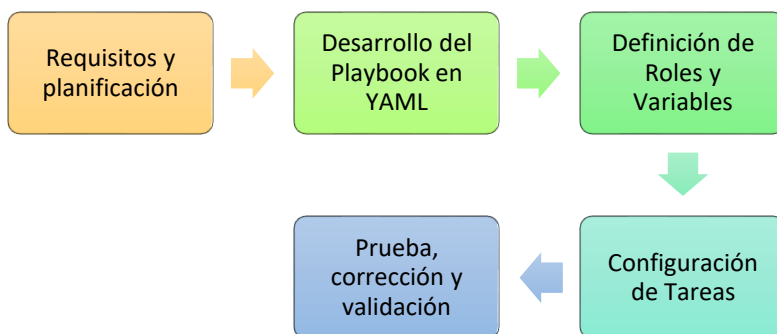 Requisitos y
planificación
Desarrollo del
Playbook en
YAML
Definición de
Roles y
Variables
Configuración
de Tareas
Prueba,
corrección y
validación